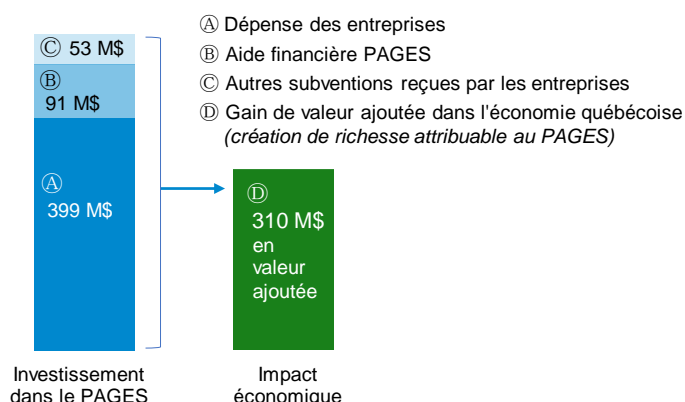 Ⓐ Dépense des entreprises
Ⓑ Aide financière PAGES
Ⓒ Autres subventions reçues par les entreprises
Ⓓ Gain de valeur ajoutée dans l'économie québécoise
(création de richesse attribuable au PAGES)
Ⓒ 53 M$
Ⓑ
91 M$
Ⓐ
399 M$
Ⓓ
310 M$
en
valeur
ajoutée
Investissement
dans le PAGES
Impact
économique